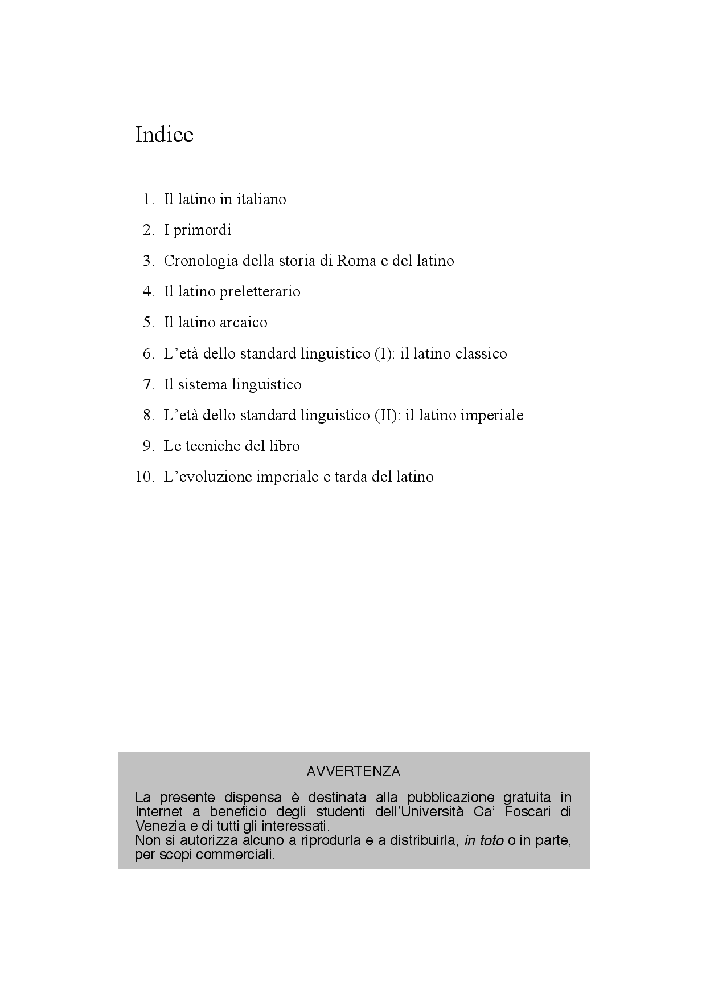 Indice
1. Il latino in italiano
2. I primordi
3. Cronologia della storia di Roma e del latino
4. Il latino preletterario
5. Il latino arcaico
6. L’età dello standard linguistico (I): il latino classico
7. Il sistema linguistico
8. L’età dello standard linguistico (II): il latino imperiale
9. Le tecniche del libro
10. L’evoluzione imperiale e tarda del latino
AVVERTENZA
La presente dispensa è destinata alla pubblicazione gratuita in
Internet a beneficio degli studenti dell’Università Ca’ Foscari di
Venezia e di tutti gli interessati.
Non si autorizza alcuno a riprodurla e a distribuirla, in toto o in parte,
per scopi commerciali.